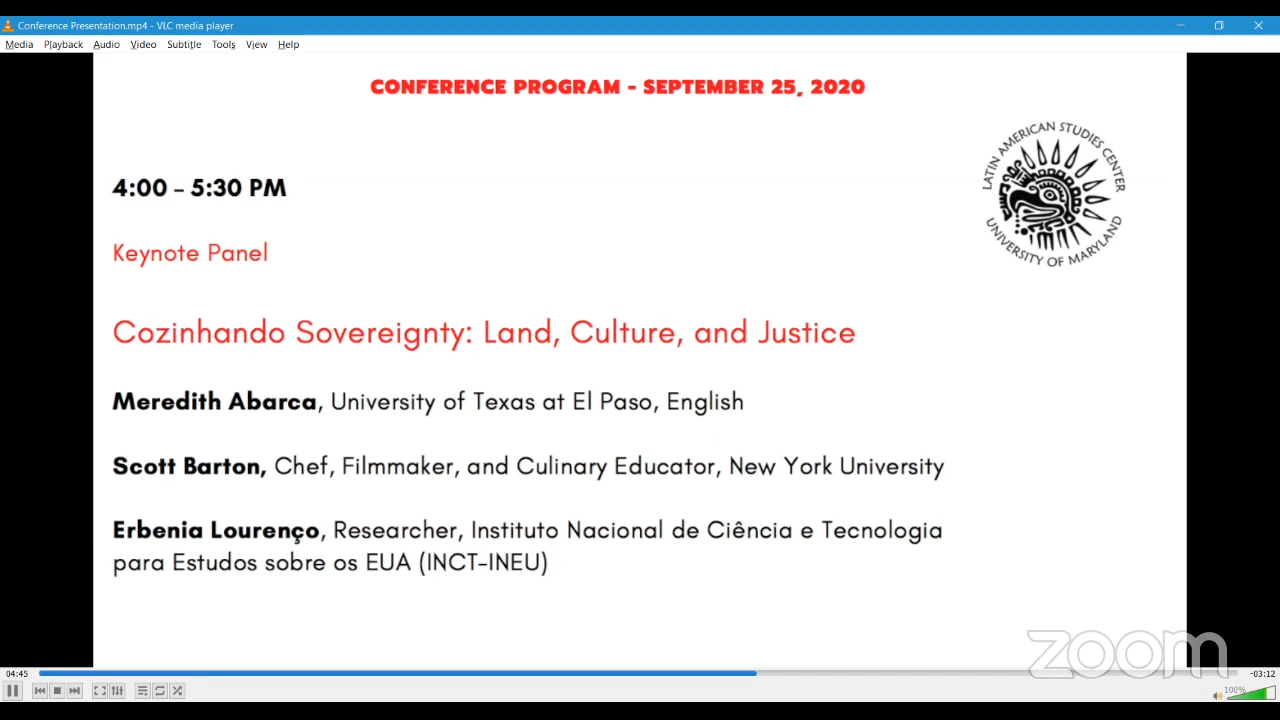 Conference Presentation.mp4 - VLC media player
Media Playback Audio Video Subtitle Tools View Help
CONFERENCE PROGRAM - SEPTEMBER 25, 2020
LATIN AMERICAN STUDIES CENTER
UNIVERSITY OF MARYLAND
4:00 - 5:30 PM
Keynote Panel
Cozinhando Sovereignty: Land, Culture, and Justice
Meredith Abarca, University of Texas at El Paso, English
Scott Barton, Chef, Filmmaker, and Culinary Educator, New York University
Erbenia Lourenço, Researcher, Instituto Nacional de Ciência e Tecnologia
para Estudos sobre os EUA (INCT-INEU)
zoom
04:45
-03:12
100%